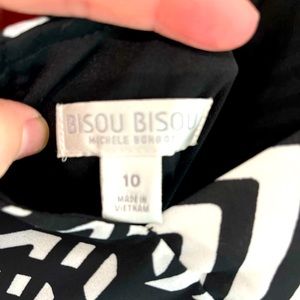 BISOU BISOU
MICHELE BOHBOT
10
MADE IN
VIETNAM